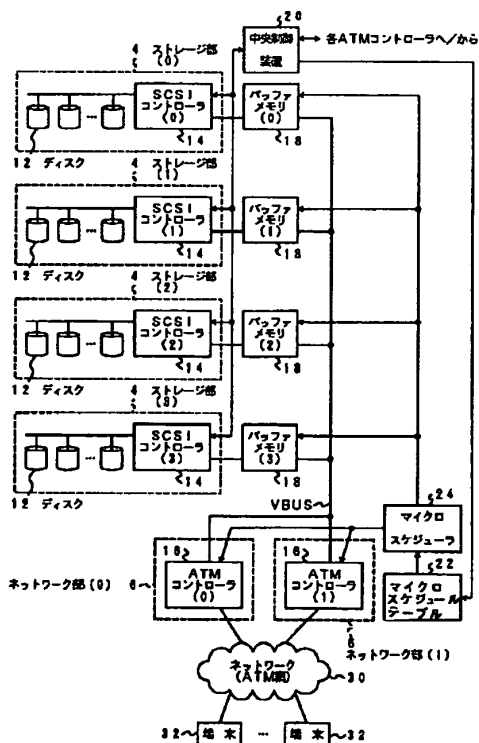 20
中央制御
装置
各ATMコントローラへ/から
4 ストレージ部
(0)
SCSI
コントローラ
(0)
バッファ
メモリ
(0)
12 ディスク
14
18
4 ストレージ部
(1)
SCSI
コントローラ
(1)
バッファ
メモリ
(1)
12 ディスク
14
18
4 ストレージ部
(2)
SCSI
コントローラ
(2)
バッファ
メモリ
(2)
12 ディスク
14
18
4 ストレージ部
(3)
SCSI
コントローラ
(3)
バッファ
メモリ
(3)
12 ディスク
14
18
VBUS
24
マイクロ
スケジューラ
22
マイクロ
スケジュール
テーブル
16
ATM
コントローラ
(0)
16
ATM
コントローラ
(1)
ネットワーク部(0) 6
6
ネットワーク部(1)
ネットワーク
(ATM網)
30
32 端末 … 端末 32